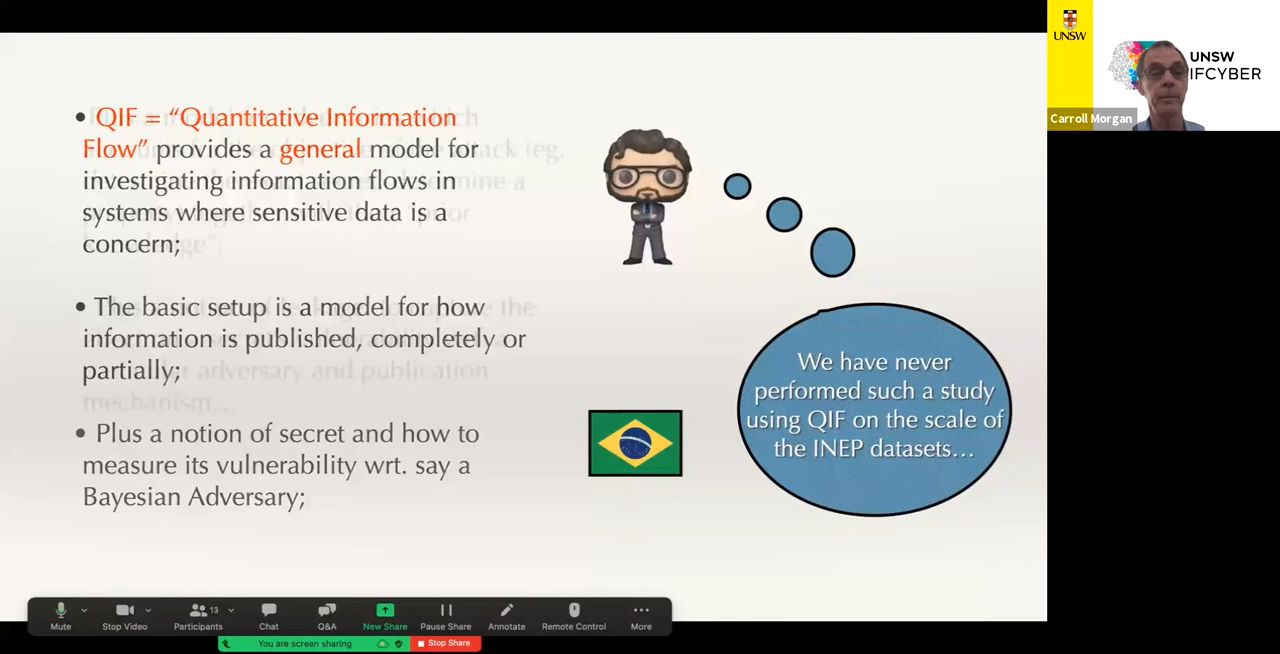 • QIF = “Quantitative Information
Flow” provides a general model for
investigating information flows in
systems where sensitive data is a
concern;
• The basic setup is a model for how
information is published, completely or
partially;
adversary and publication
mechanism…
• Plus a notion of secret and how to
measure its vulnerability wrt. say a
Bayesian Adversary;
We have never
performed such a study
using QIF on the scale of
the INEP datasets…
UNSW
UNSW
IFCYBER
Carroll Morgan
Mute
Stop Video
13
Participants
Chat
Q&A
New Share
Pause Share
Annotate
Remote Control
More
You are screen sharing
Stop Share